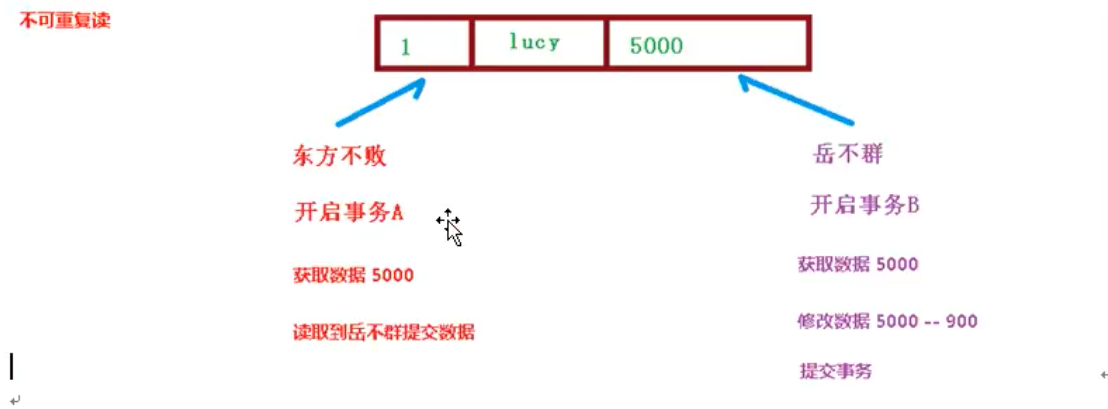 不可重复读
1 lucy 5000
东方不败
岳不群
开启事务A
开启事务B
获取数据 5000
获取数据 5000
读取到岳不群提交数据
修改数据 5000 -- 900
提交事务